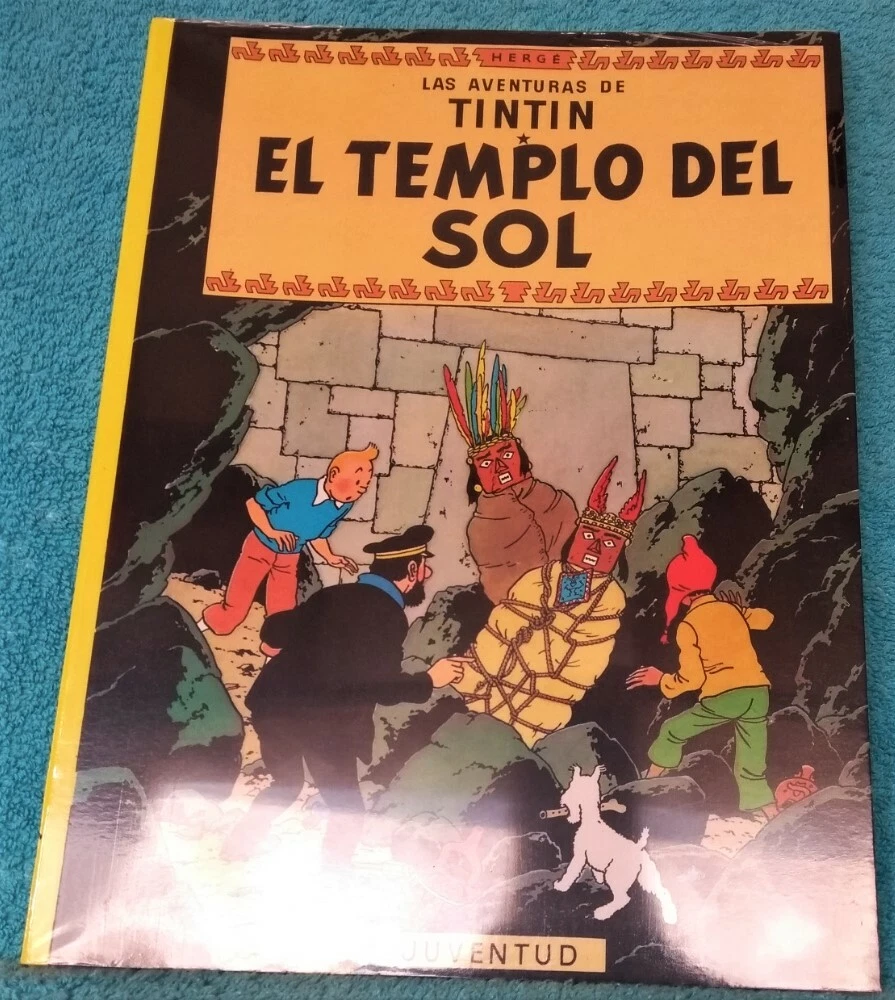 HERGÉ
LAS AVENTURAS DE
TINTIN
EL TEMPLO DEL
SOL
JUVENTUD